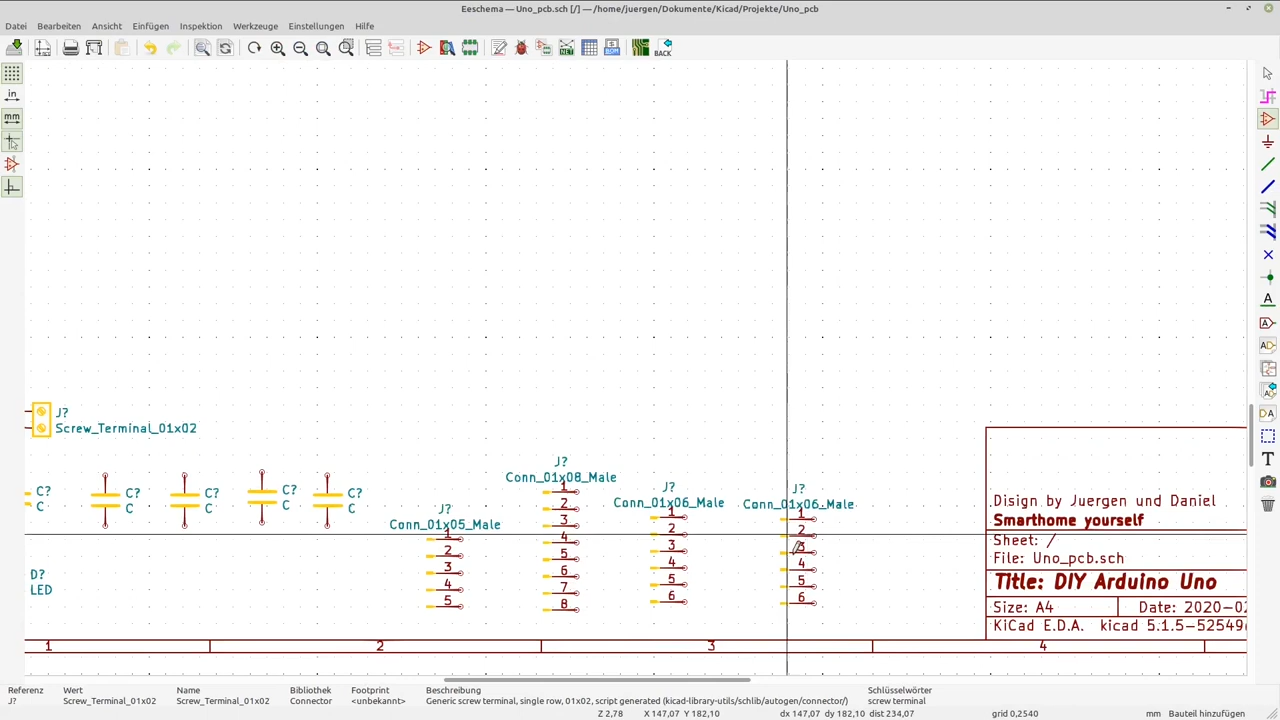 Eeschema — Uno_pcb.sch [/] — /home/juergen/Dokumente/Kicad/Projekte/Uno_pcb
Datei Bearbeiten Ansicht Einfügen Inspektion Werkzeuge Einstellungen Hilfe
BOM
BACK
in
mm
J?
Screw_Terminal_01x02
C?
C
C?
C
C?
C
C?
C
C?
C
D?
LED
J?
Conn_01x05_Male
1
2
3
4
5
J?
Conn_01x08_Male
1
2
3
4
5
6
7
8
J?
Conn_01x06_Male
1
2
3
4
5
6
J?
Conn_01x06_Male
1
2
3
4
5
6
Disign by Juergen und Daniel
Smarthome yourself
Sheet: /
File: Uno_pcb.sch
Title: DIY Arduino Uno
Size: A4 Date: 2020-02
KiCad E.D.A. kicad 5.1.5-52549
1 2 3 4
Referenz Wert Name Bibliothek Footprint Beschreibung Schlüsselwörter
J? Screw_Terminal_01x02 Screw_Terminal_01x02 Connector <unbekannt> Generic screw terminal, single row, 01x02, script generated (kicad-library-utils/schlib/autogen/connector/) screw terminal
Z 2,78 X 147,07 Y 182,10 dx 147,07 dy 182,10 dist 234,07 grid 0,2540 mm Bauteil hinzufügen